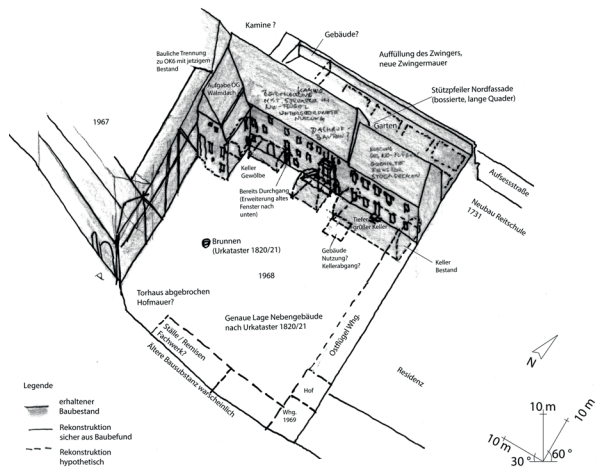 Kamine ?
Gebäude?
Auffüllung des Zwingers,
neue Zwingermauer
Bauliche Trennung
zu OK6 mit jetzigem
Bestand
Aufgabe OG
Walmdach
Stützpfeiler Nordfassade
(bossierte, lange Quader)
Garten
1967
Aufsessstraße
Neubau Reitschule
1731
Keller
Gewölbe
Bereits Durchgang
(Erweiterung altes
Fenster nach
unten)
Tiefer
größer Keller
Brunnen
(Urkataster 1820/21)
Gebäude
Nutzung?
Kellerabgang?
Keller
Bestand
1968
Torhaus abgebrochen
Hofmauer?
Genaue Lage Nebengebäude
nach Urkataster 1820/21
Ostflügel Whg.
Ställe / Remisen
Fachwerk?
Ältere Bausubstanz warscheinlich
Residenz
Hof
Whg.
1969
N
Legende
erhaltener
Baubestand
Rekonstruktion
sicher aus Baubefund
Rekonstruktion
hypothetisch
10 m
10 m
10 m
30 °
60 °